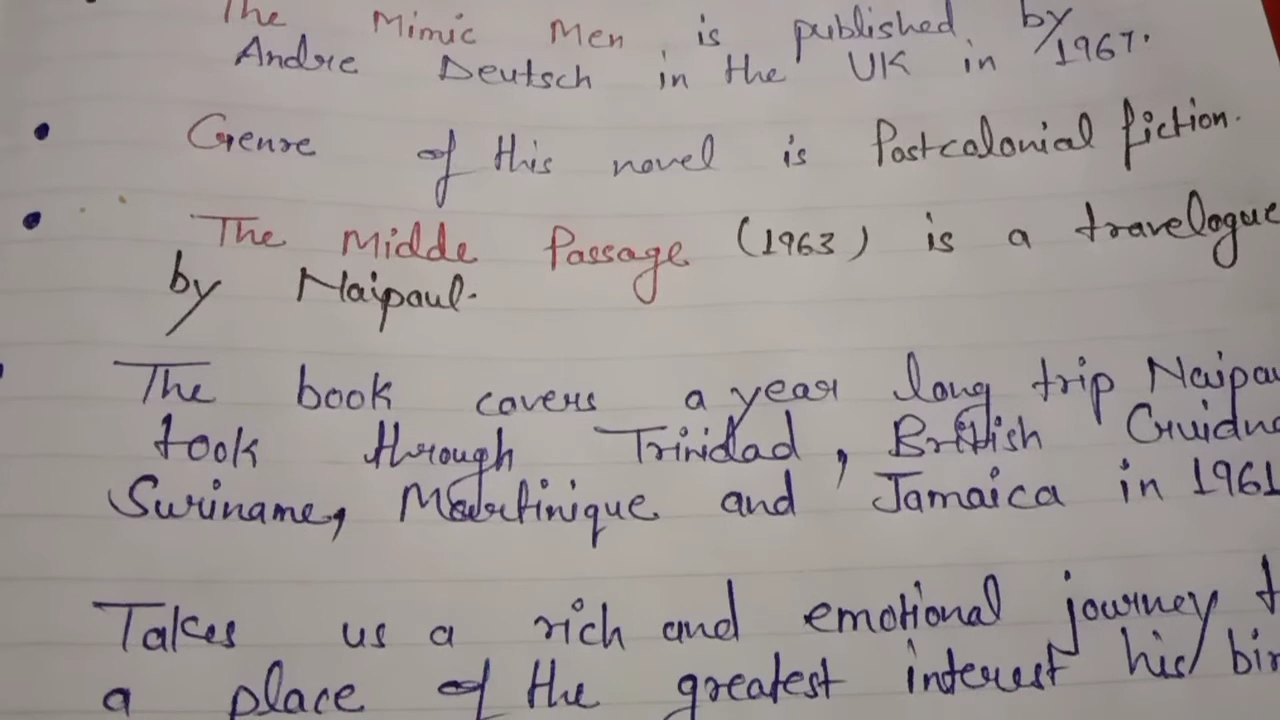 The Mimic Men is published by
Andre Deutsch in the UK in 1967.
Genre of this novel is Postcolonial fiction.
The Midde Passage (1963) is a travelogue
by Naipaul.
The book covers a year long trip Naipau
took through Trinidad, British
Suriname, Martinique and Jamaica in 1961
Takes us a rich and emotional journey t
a place of the greatest interest his bir